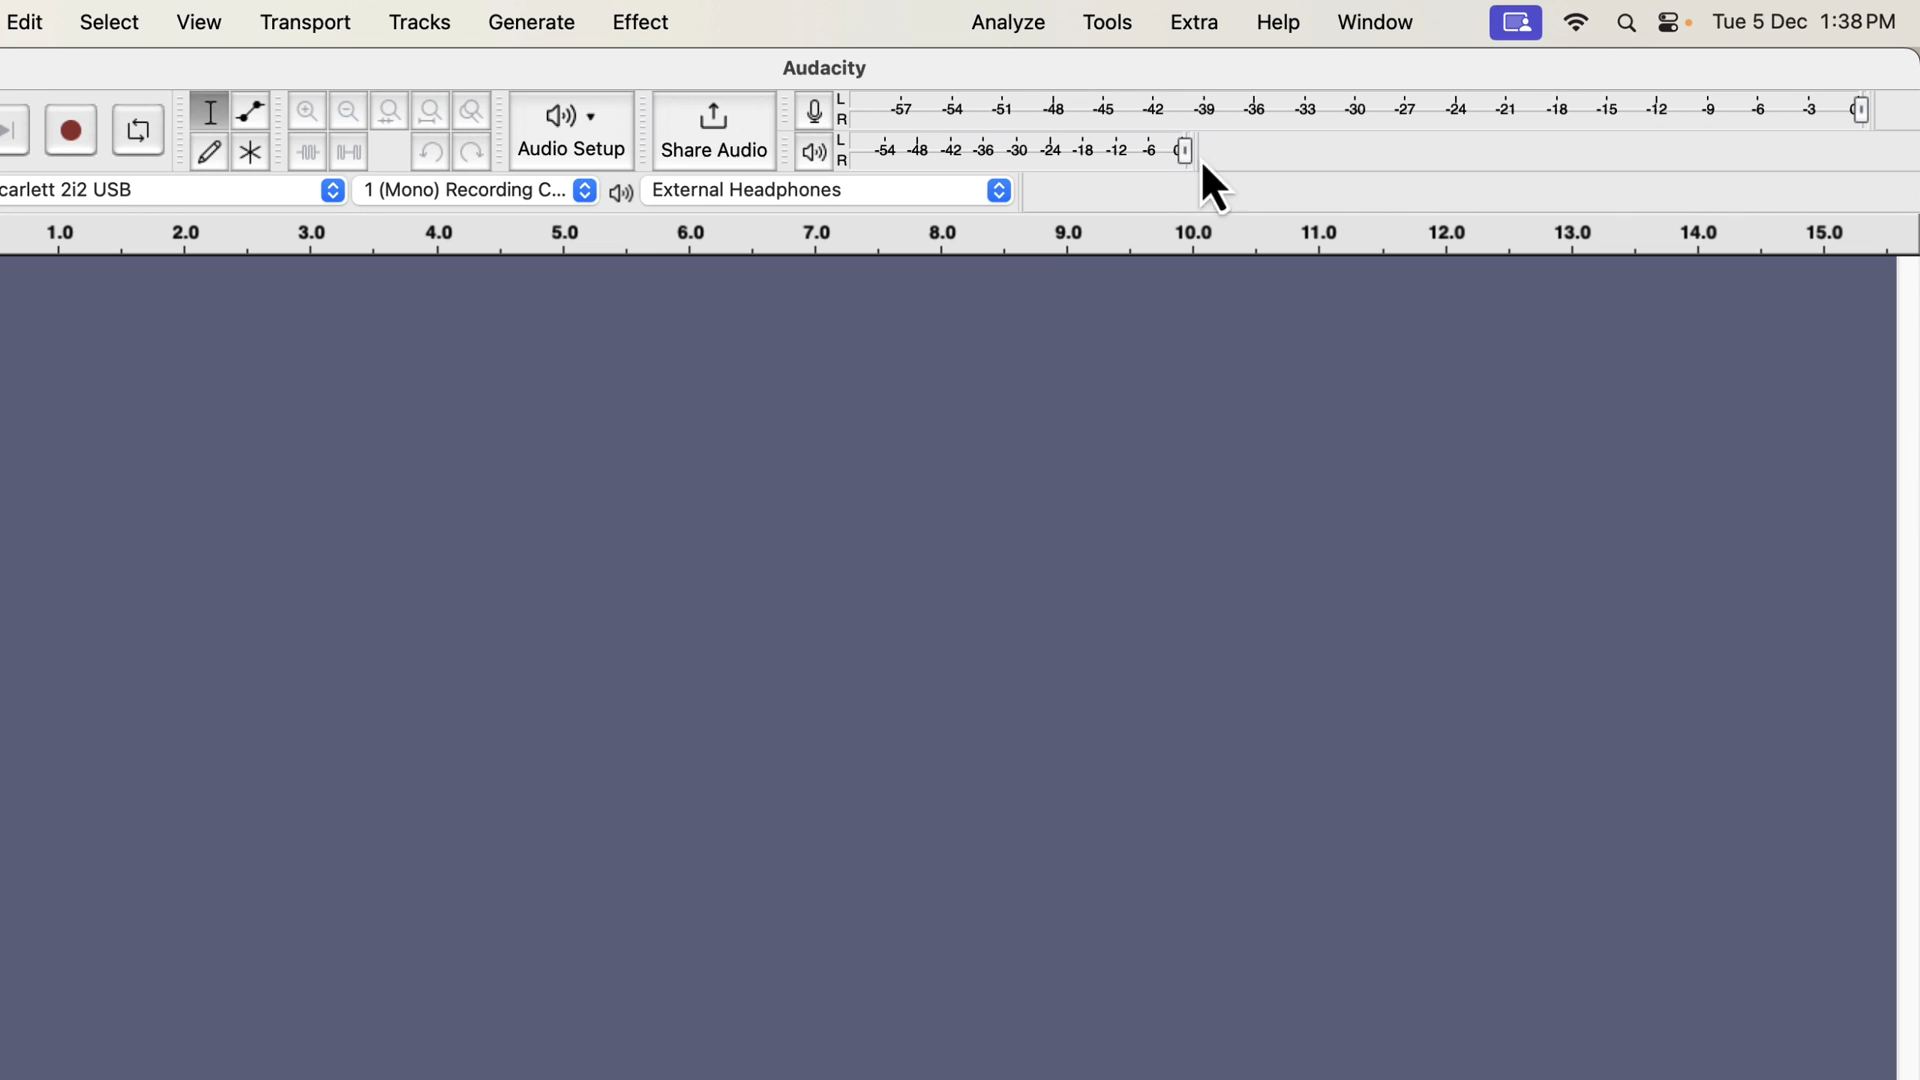 Edit Select View Transport Tracks Generate Effect Analyze Tools Extra Help Window Tue 5 Dec 1:38 PM
Audacity
L -57 -54 -51 -48 -45 -42 -39 -36 -33 -30 -27 -24 -21 -18 -15 -12 -9 -6 -3
R
Audio Setup Share Audio L -54 -48 -42 -36 -30 -24 -18 -12 -6
R
carlett 2i2 USB 1 (Mono) Recording C... External Headphones
1.0 2.0 3.0 4.0 5.0 6.0 7.0 8.0 9.0 10.0 11.0 12.0 13.0 14.0 15.0